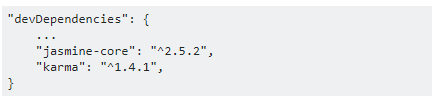 "devDependencies": {
    ...
    "jasmine-core": "^2.5.2",
    "karma": "^1.4.1",
}